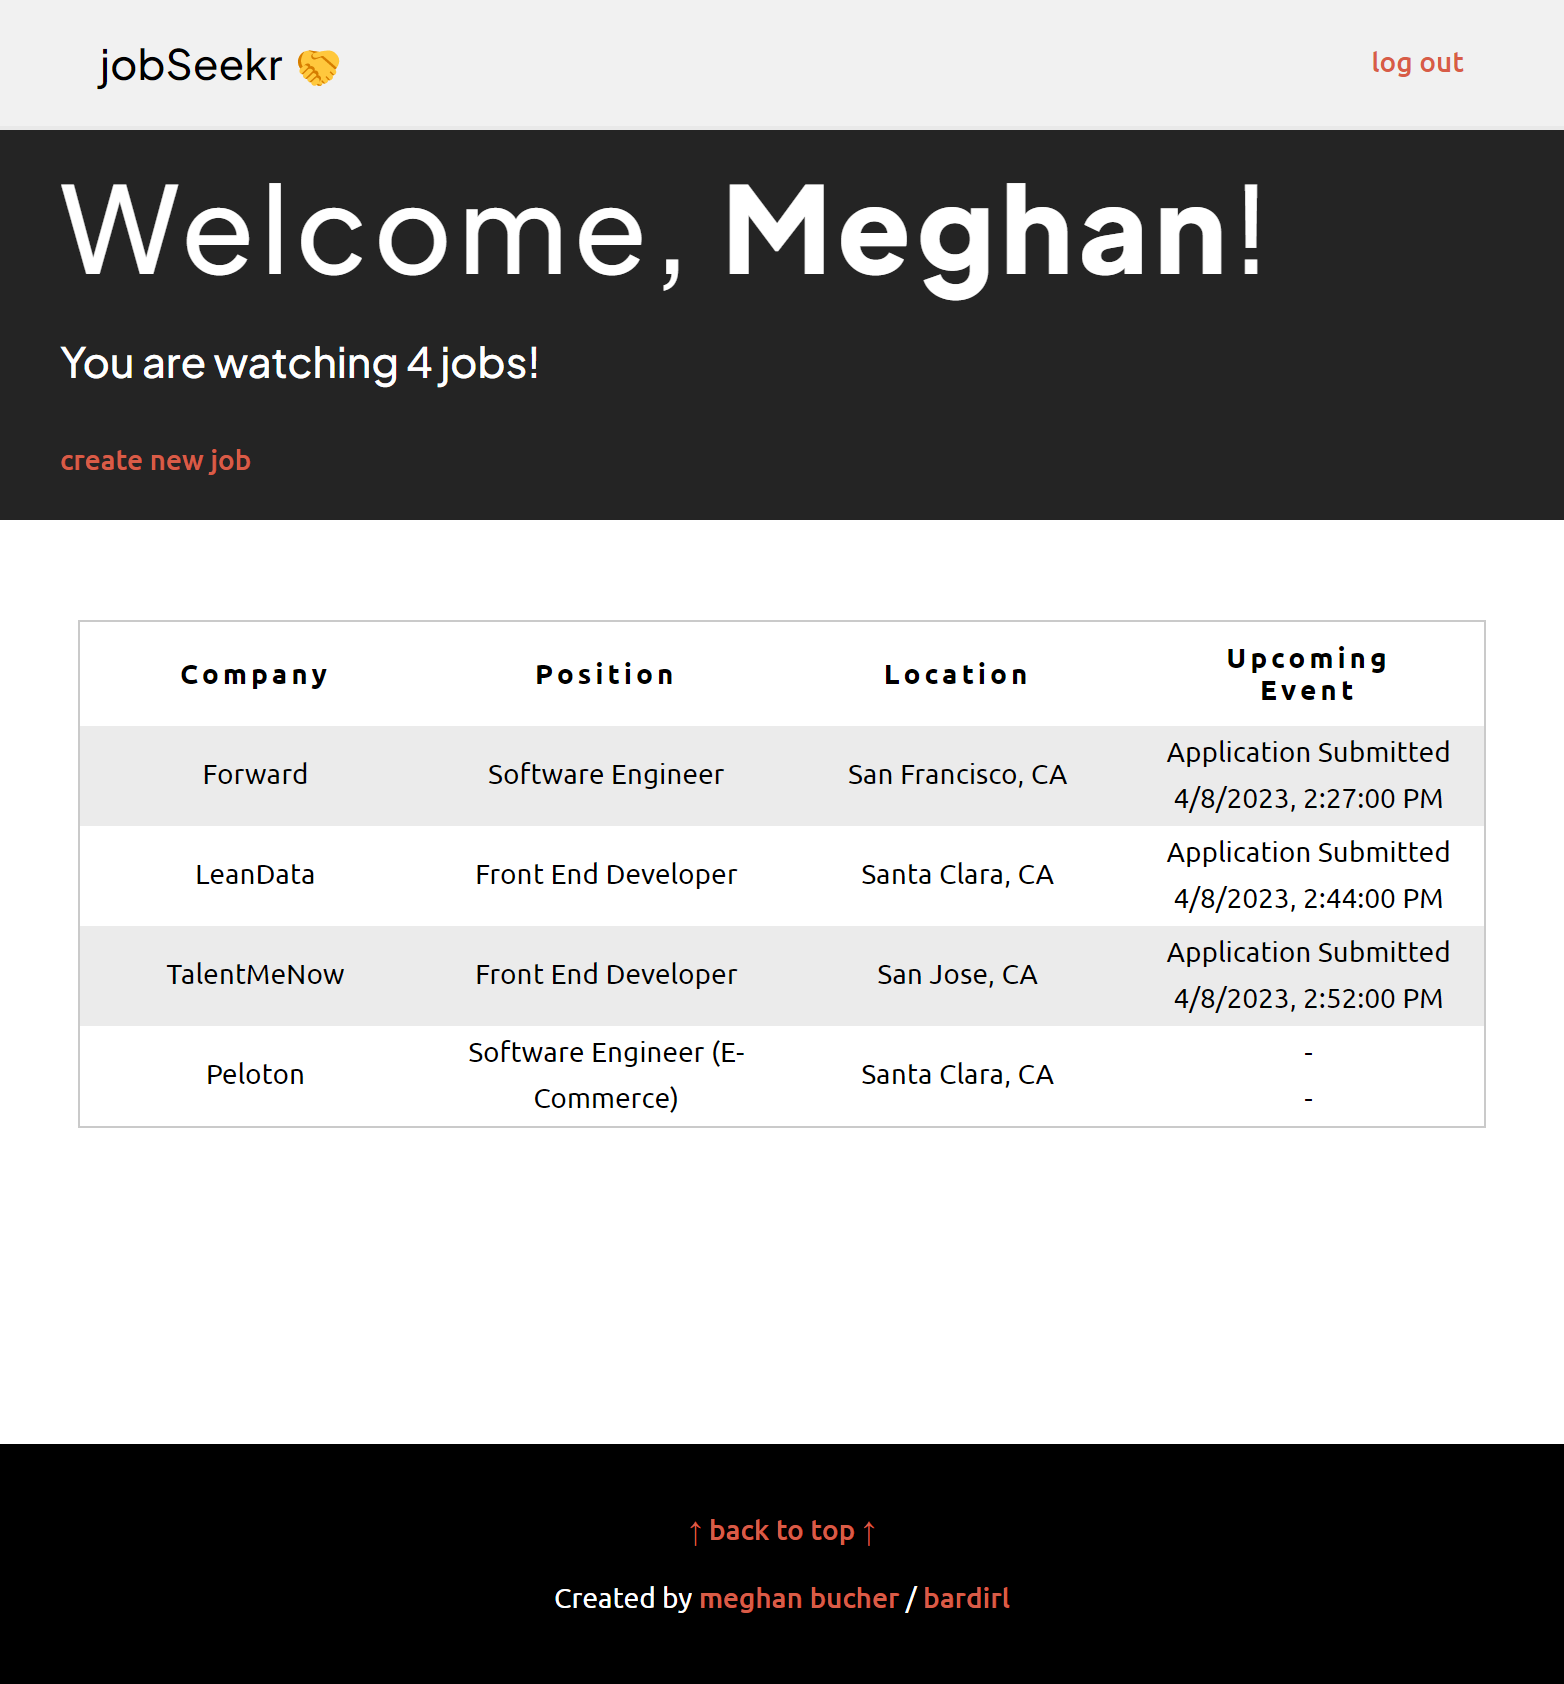 jobSeekr 🤝
log out
Welcome, Meghan!
You are watching 4 jobs!
create new job
Company Position Location Upcoming Event
Forward Software Engineer San Francisco, CA Application Submitted
4/8/2023, 2:27:00 PM
LeanData Front End Developer Santa Clara, CA Application Submitted
4/8/2023, 2:44:00 PM
TalentMeNow Front End Developer San Jose, CA Application Submitted
4/8/2023, 2:52:00 PM
Peloton Software Engineer (E-Commerce) Santa Clara, CA -
-
↑ back to top ↑
Created by meghan bucher / bardirl